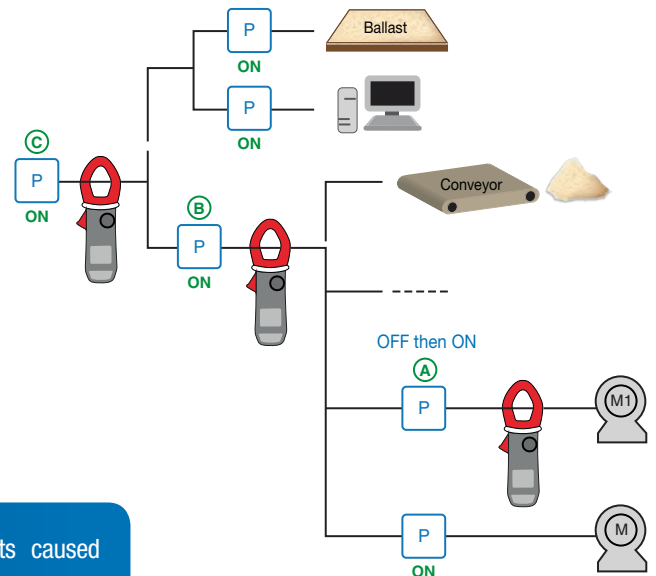 P
Ballast
ON
P
ON
C
P
ON
Conveyor
B
P
ON
OFF then ON
A
P
M1
P
M
ON
ts caused